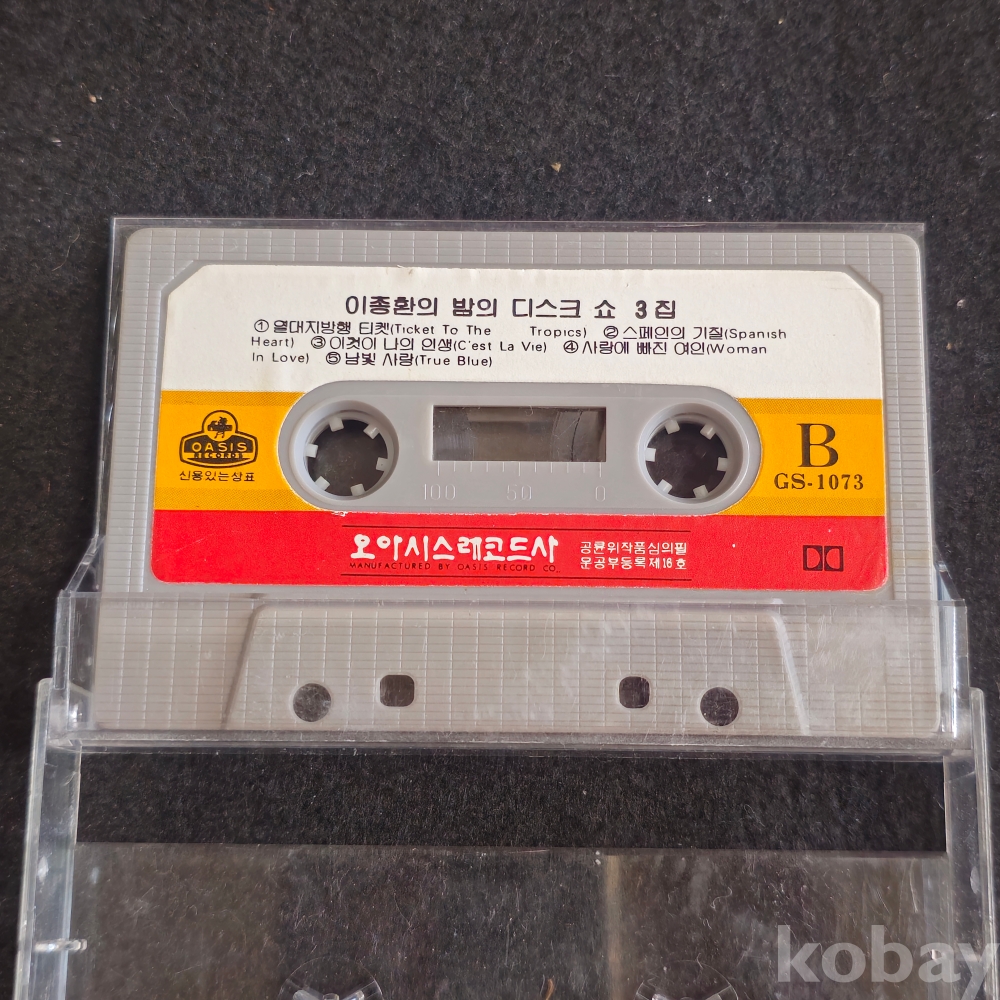 이종환의 밤의 디스크 쇼 3집
①열대지방행 티켓(Ticket To The Tropics) ②스페인의 기질(Spanish
Heart) ③이것이 나의 인생(C'est La Vie) ④사랑에 빠진 여인(Woman
In Love) ⑤남빛 사랑(True Blue)
OASIS
RECORDS
신용있는상표
B
GS-1073
100 50 0
오아시스레코드사
MANUFACTURED BY OASIS RECORD CO.,
공륜위작품심의필
문공부등록제16호
kobay